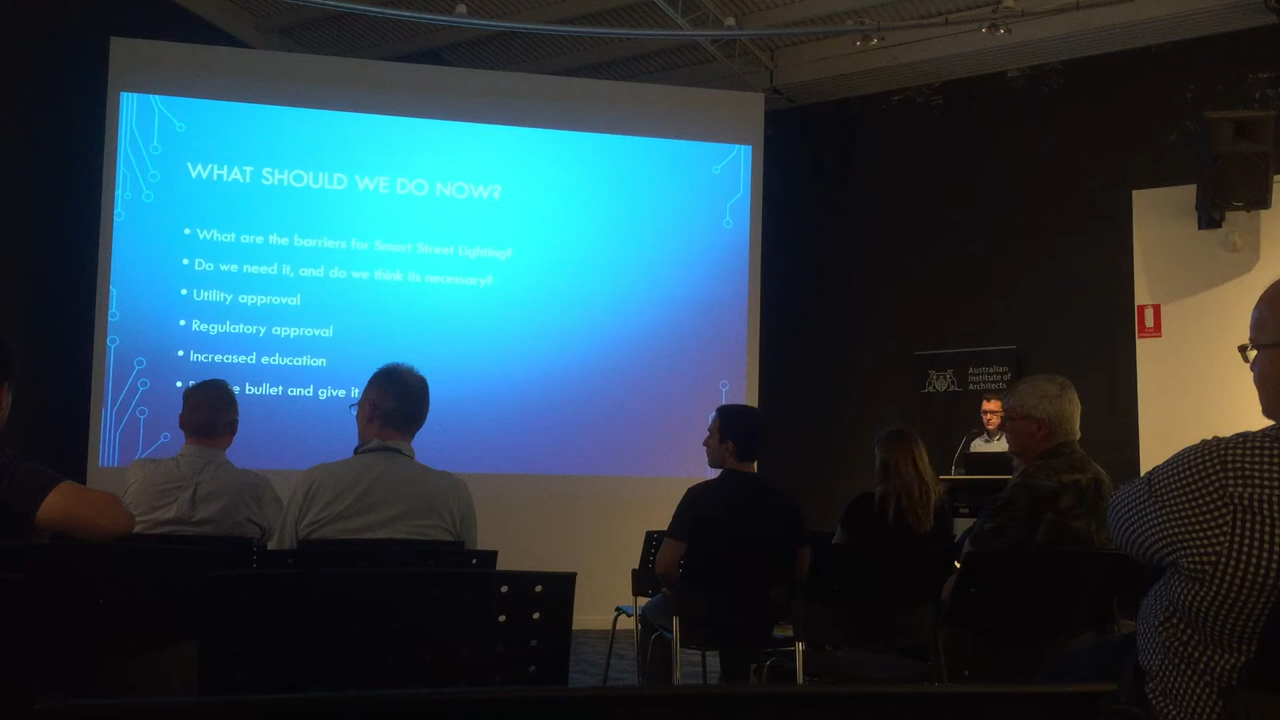 WHAT SHOULD WE DO NOW?
• What are the barriers for Smart Street Lighting?
• Do we need it, and do we think its necessary?
• Utility approval
• Regulatory approval
• Increased education
• bullet and give it
Australian
Institute of
Architects